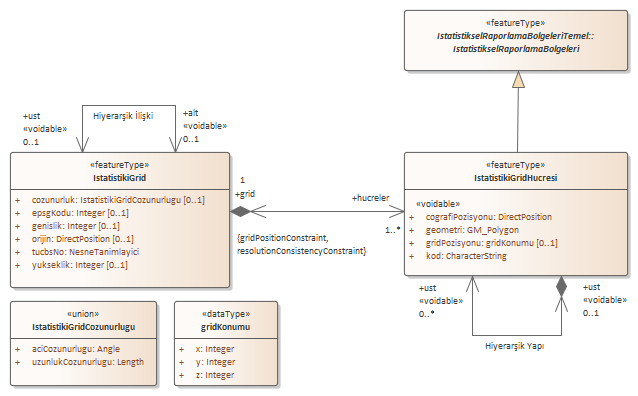 «featureType»
IstatistikselRaporlamaBolgeleriTemel::
IstatistikselRaporlamaBolgeleri
+ust
«voidable»
0..1
Hiyerarşik İlişki
+alt
«voidable»
0..1
«featureType»
IstatistikiGrid
+ cozunurluk: IstatistikiGridCozunurlugu [0..1]
+ epsgKodu: Integer [0..1]
+ genislik: Integer [0..1]
+ orijin: DirectPosition [0..1]
+ tucbsNo: NesneTanimlayici
+ yukseklik: Integer [0..1]
1
+grid
+hucreler
1..*
{gridPositionConstraint,
resolutionConsistencyConstraint}
«featureType»
IstatistikiGridHucresi
«voidable»
+ cografiPozisyonu: DirectPosition
+ geometri: GM_Polygon
+ gridPozisyonu: gridKonumu [0..1]
+ kod: CharacterString
+ust
«voidable»
0..*
+ust
«voidable»
0..1
Hiyerarşik Yapı
«union»
IstatistikiGridCozunurlugu
+ aciCozunurlugu: Angle
+ uzunlukCozunurlugu: Length
«dataType»
gridKonumu
+ x: Integer
+ y: Integer
+ z: Integer